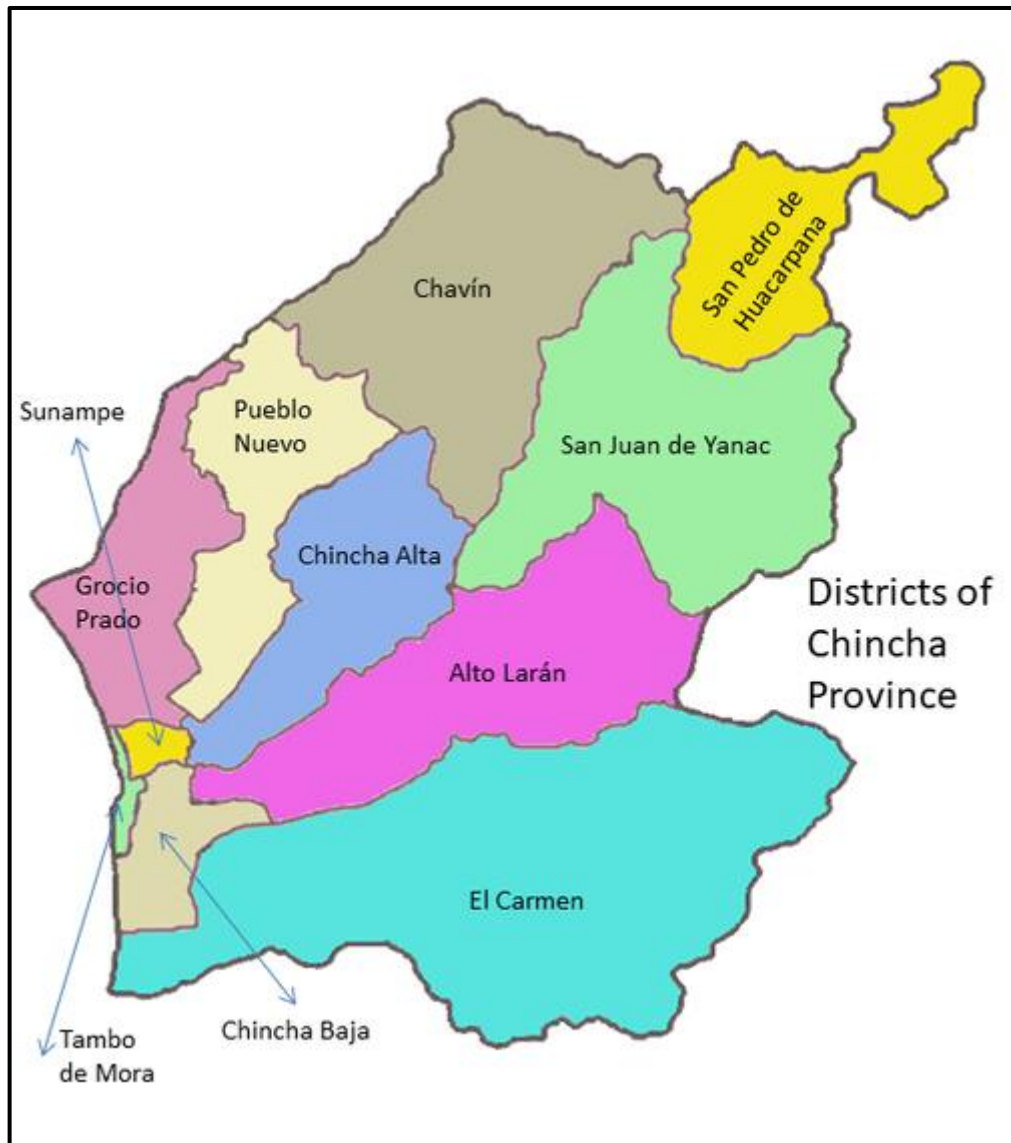 San Pedro de
Huacarpana
Chavín
Sunampe
Pueblo
Nuevo
San Juan de Yanac
Chincha Alta
Grocio
Prado
Districts of
Chincha
Province
Alto Larán
El Carmen
Chincha Baja
Tambo
de Mora